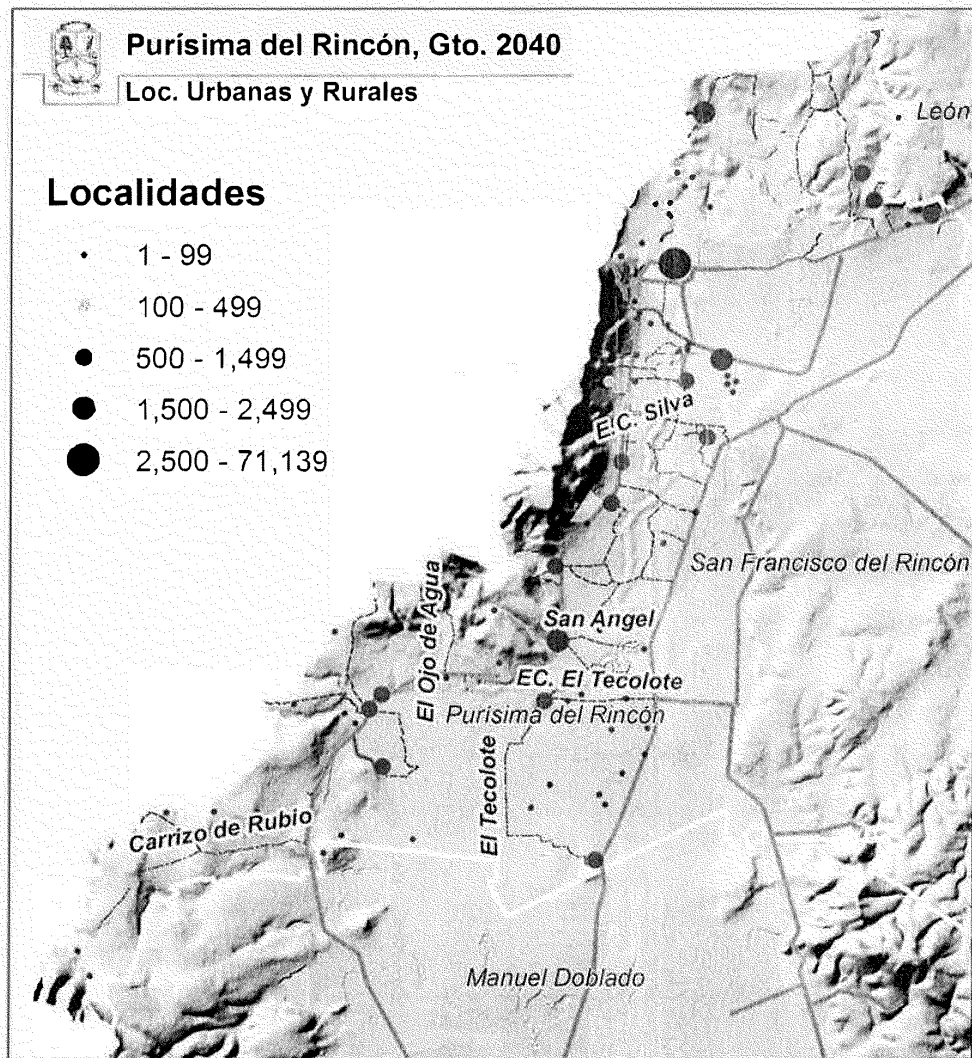 Purísima del Rincón, Gto. 2040
Loc. Urbanas y Rurales
León
Localidades
1 - 99
100 - 499
500 - 1,499
1,500 - 2,499
2,500 - 71,139
E.C. Silva
San Francisco del Rincón
El Ojo de Agua
San Angel
EC. El Tecolote
Purísima del Rincón
El Tecolote
Carrizo de Rubio
Manuel Doblado